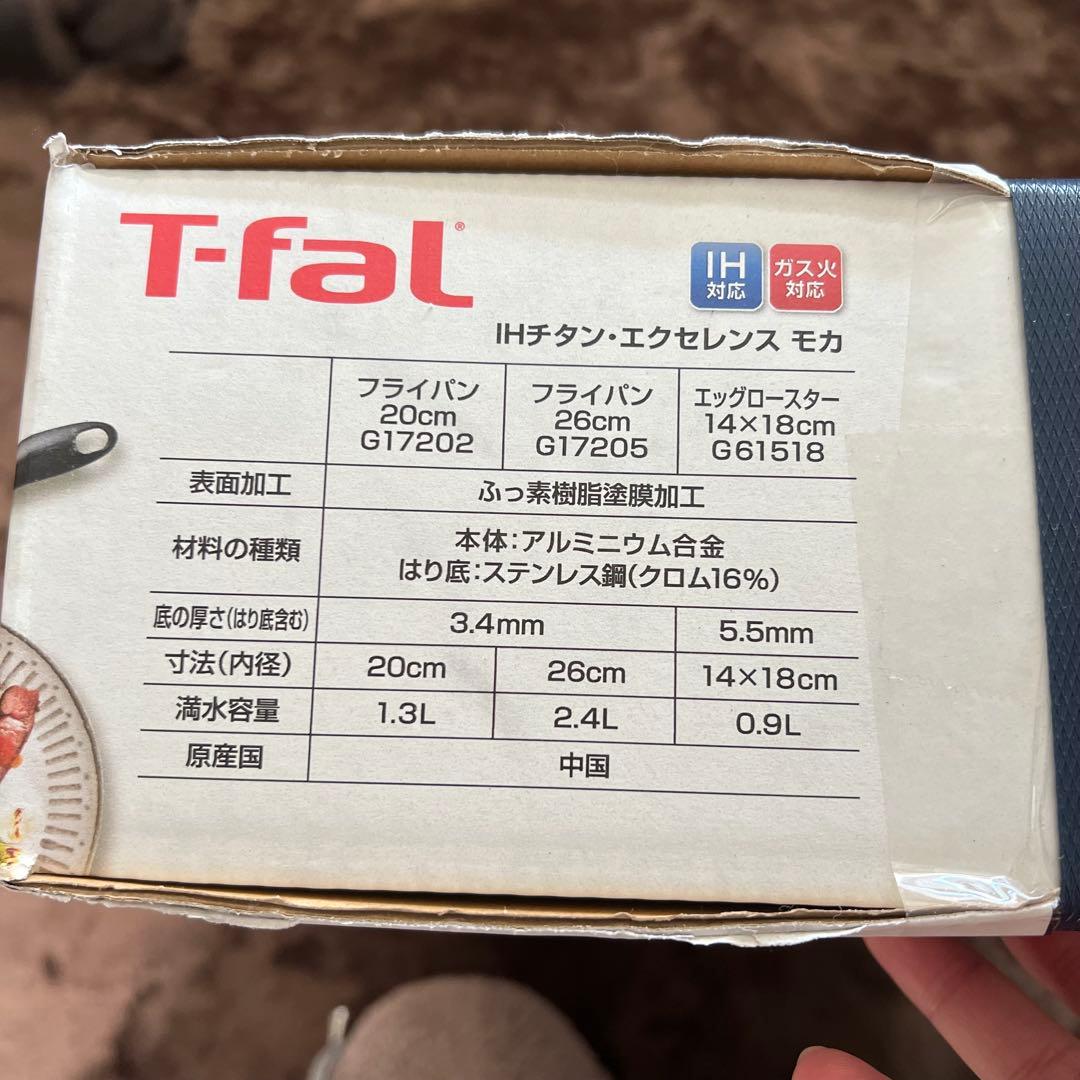 T-fal®
IH対応
ガス火対応
IHチタン・エクセレンス モカ
フライパン 20cm G17202
フライパン 26cm G17205
エッグロースター 14×18cm G61518
表面加工 ふっ素樹脂塗膜加工
材料の種類 本体：アルミニウム合金
はり底：ステンレス鋼（クロム16%）
底の厚さ（はり底含む） 3.4mm 5.5mm
寸法（内径） 20cm 26cm 14×18cm
満水容量 1.3L 2.4L 0.9L
原産国 中国